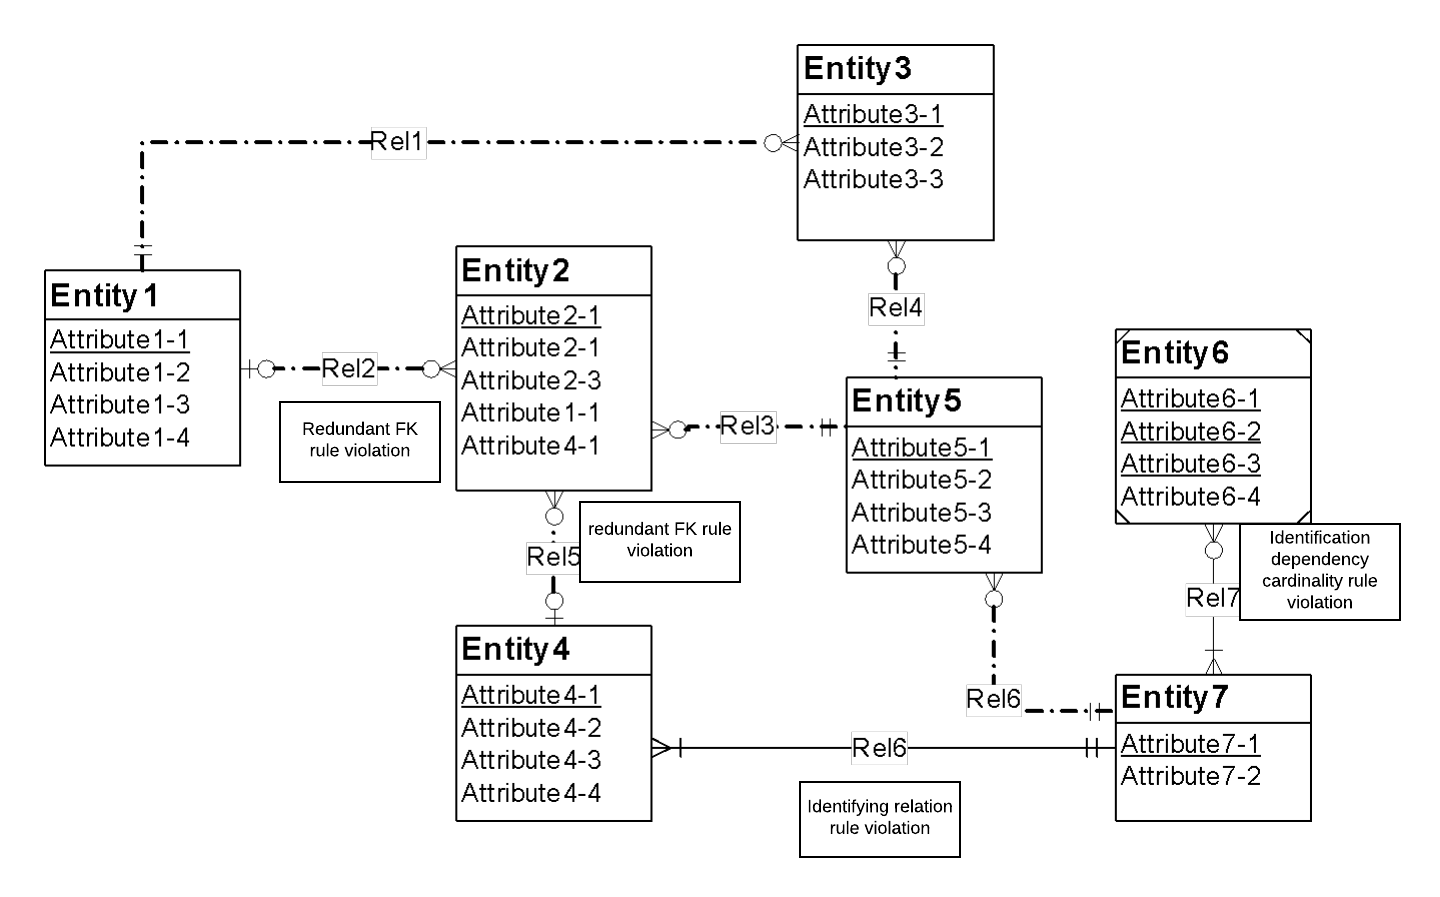 Entity3
Attribute3-1
Attribute3-2
Attribute3-3
Rel1
Entity1
Attribute1-1
Attribute1-2
Attribute1-3
Attribute1-4
Rel2
Redundant FK
rule violation
Entity2
Attribute2-1
Attribute2-1
Attribute2-3
Attribute1-1
Attribute4-1
Rel4
Rel3
Entity5
Attribute5-1
Attribute5-2
Attribute5-3
Attribute5-4
Entity6
Attribute6-1
Attribute6-2
Attribute6-3
Attribute6-4
Rel5
redundant FK rule
violation
Identification
dependency
cardinality rule
violation
Rel7
Entity4
Attribute4-1
Attribute4-2
Attribute4-3
Attribute4-4
Rel6
Rel6
Identifying relation
rule violation
Entity7
Attribute7-1
Attribute7-2